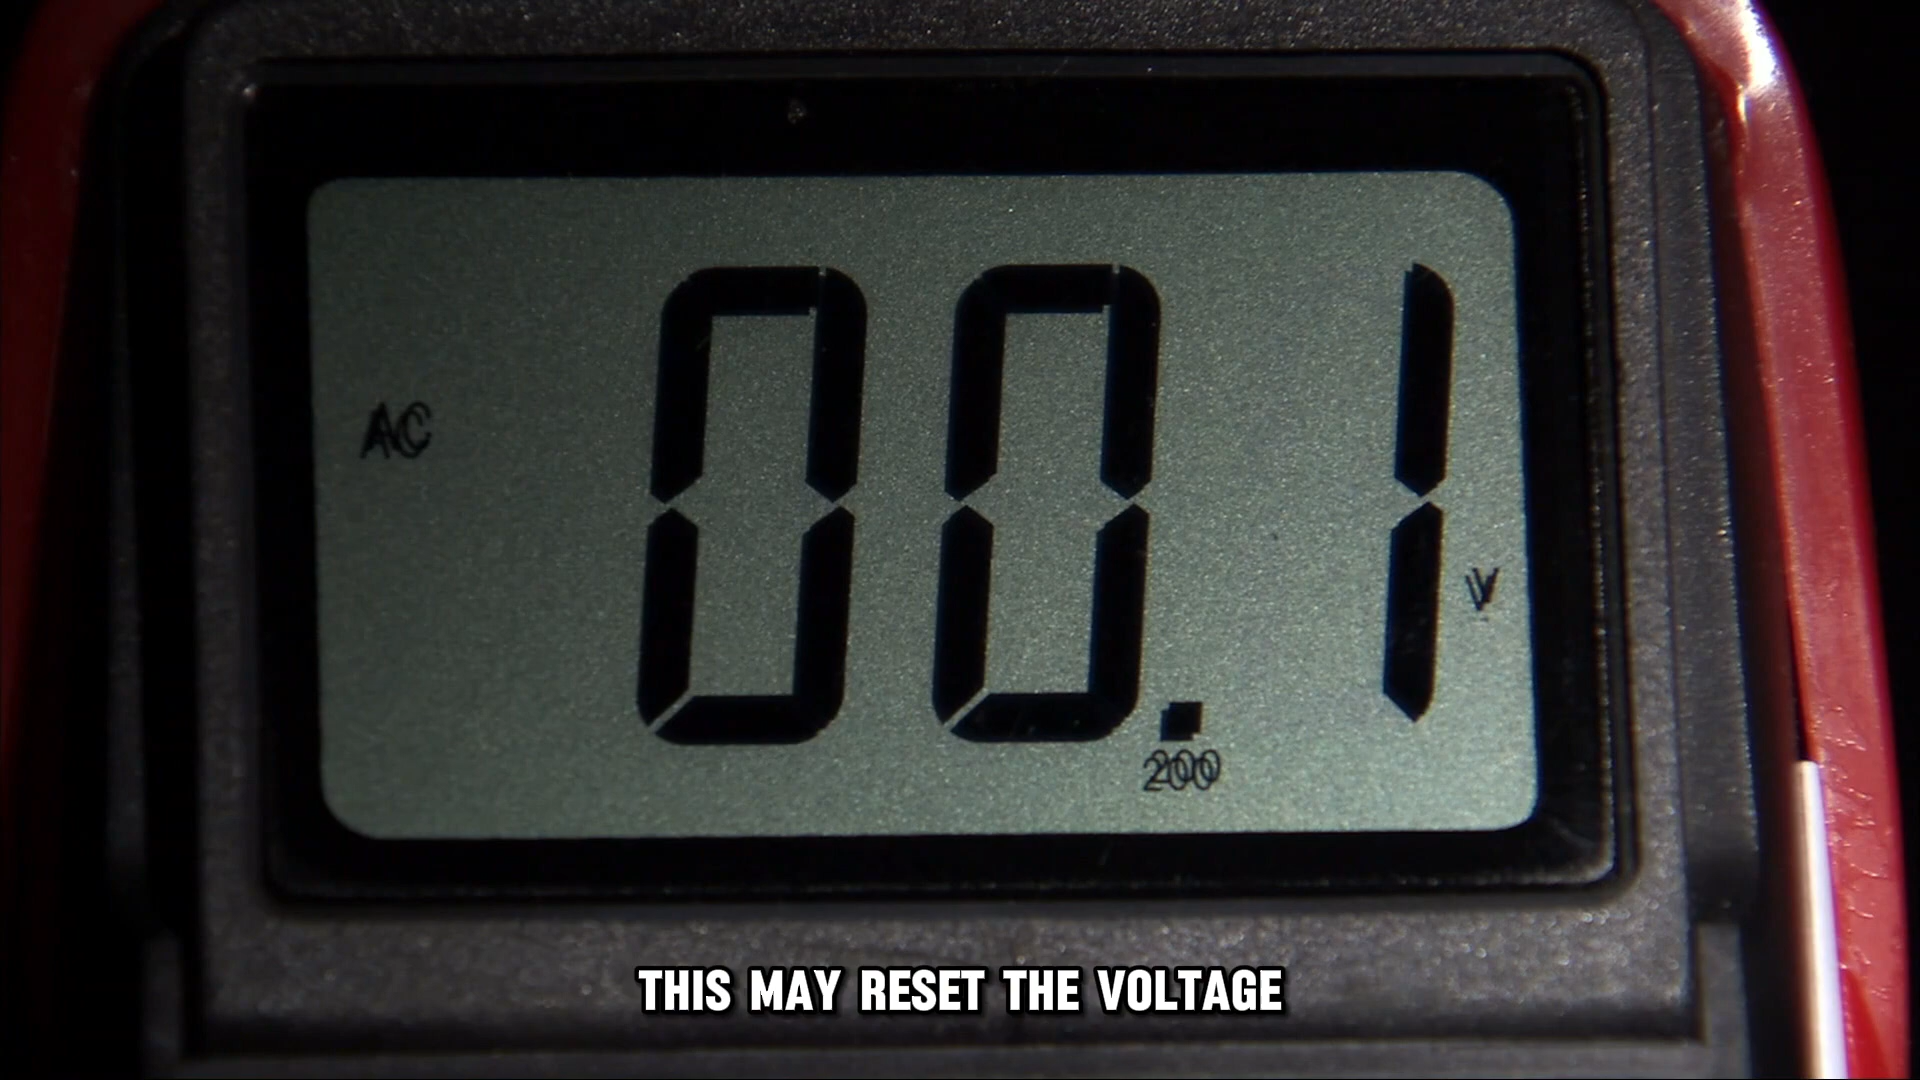 AC
00.1
V
200
THIS MAY RESET THE VOLTAGE